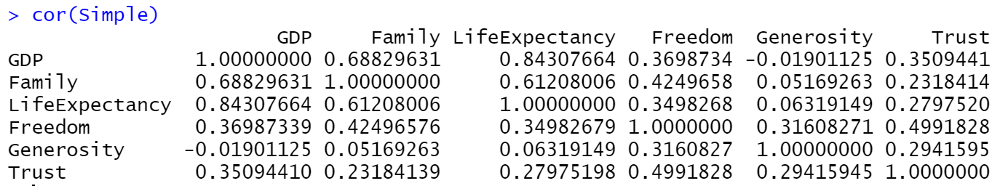 > cor(Simple)
GDP Family LifeExpectancy Freedom Generosity Trust
GDP 1.00000000 0.68829631 0.84307664 0.3698734 -0.01901125 0.3509441
Family 0.68829631 1.00000000 0.61208006 0.4249658 0.05169263 0.2318414
LifeExpectancy 0.84307664 0.61208006 1.00000000 0.3498268 0.06319149 0.2797520
Freedom 0.36987339 0.42496576 0.34982679 1.0000000 0.31608271 0.4991828
Generosity -0.01901125 0.05169263 0.06319149 0.3160827 1.00000000 0.2941595
Trust 0.35094410 0.23184139 0.27975198 0.4991828 0.29415945 1.0000000